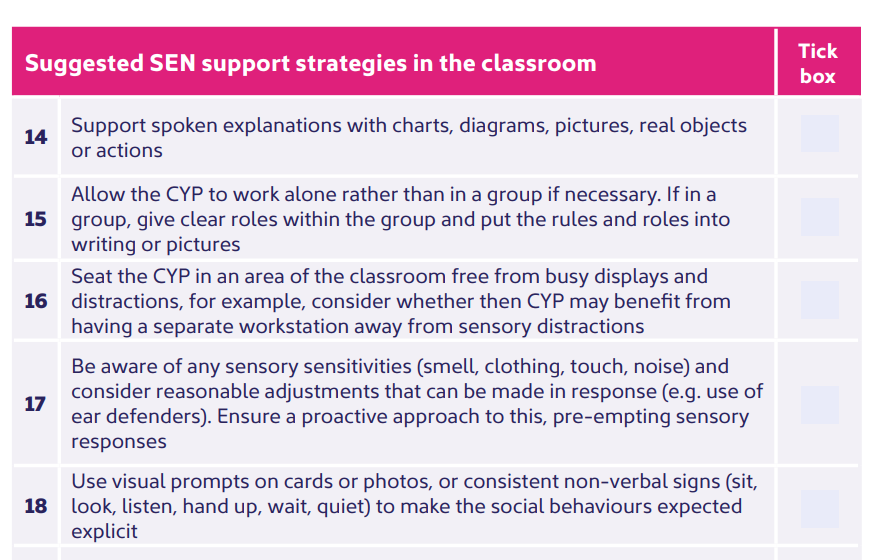 Suggested SEN support strategies in the classroom
Tick
box
14
Support spoken explanations with charts, diagrams, pictures, real objects
or actions
15
Allow the CYP to work alone rather than in a group if necessary. If in a
group, give clear roles within the group and put the rules and roles into
writing or pictures
16
Seat the CYP in an area of the classroom free from busy displays and
distractions, for example, consider whether then CYP may benefit from
having a separate workstation away from sensory distractions
17
Be aware of any sensory sensitivities (smell, clothing, touch, noise) and
consider reasonable adjustments that can be made in response (e.g. use of
ear defenders). Ensure a proactive approach to this, pre-empting sensory
responses
18
Use visual prompts on cards or photos, or consistent non-verbal signs (sit,
look, listen, hand up, wait, quiet) to make the social behaviours expected
explicit